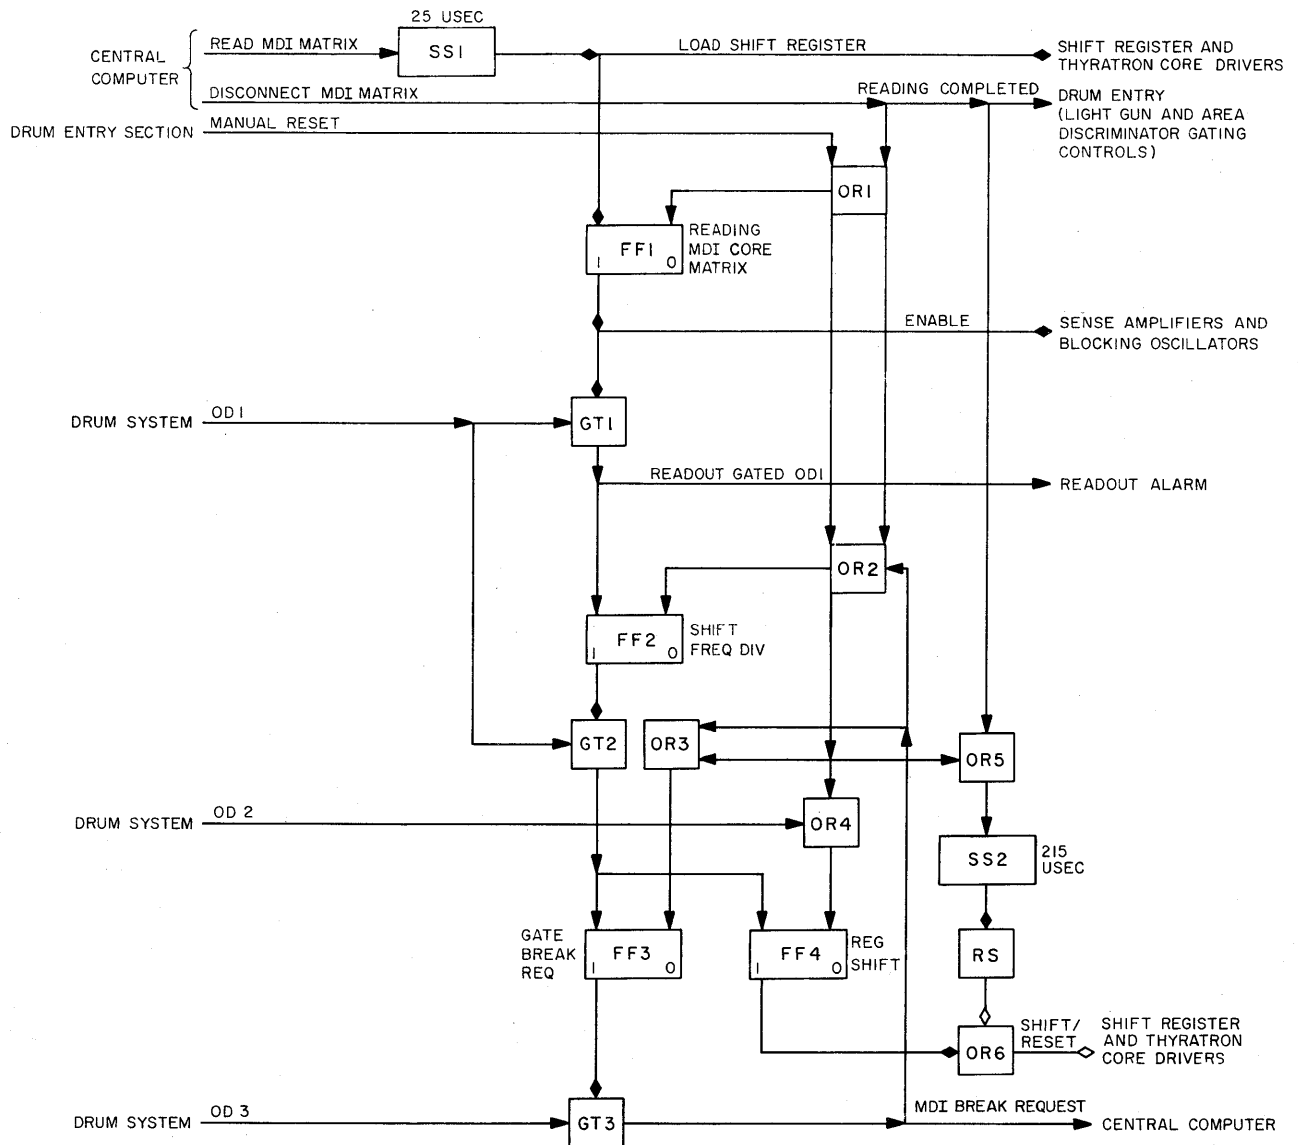 25 USEC
CENTRAL
COMPUTER
READ MDI MATRIX
SS1
LOAD SHIFT REGISTER
SHIFT REGISTER AND
THYRATRON CORE DRIVERS
DISCONNECT MDI MATRIX
READING COMPLETED
DRUM ENTRY
(LIGHT GUN AND AREA
DISCRIMINATOR GATING
CONTROLS)
DRUM ENTRY SECTION
MANUAL RESET
OR1
FF1
1 0
READING
MDI CORE
MATRIX
ENABLE
SENSE AMPLIFIERS AND
BLOCKING OSCILLATORS
DRUM SYSTEM
OD1
GT1
READOUT GATED OD1
READOUT ALARM
OR2
FF2
1 0
SHIFT
FREQ DIV
GT2
OR3
OR5
DRUM SYSTEM
OD 2
OR4
SS2
215
USEC
GATE
BREAK
REQ
FF3
1 0
FF4
1 0
REG
SHIFT
RS
OR6
SHIFT/
RESET
SHIFT REGISTER
AND THYRATRON
CORE DRIVERS
DRUM SYSTEM
OD 3
GT3
MDI BREAK REQUEST
CENTRAL COMPUTER